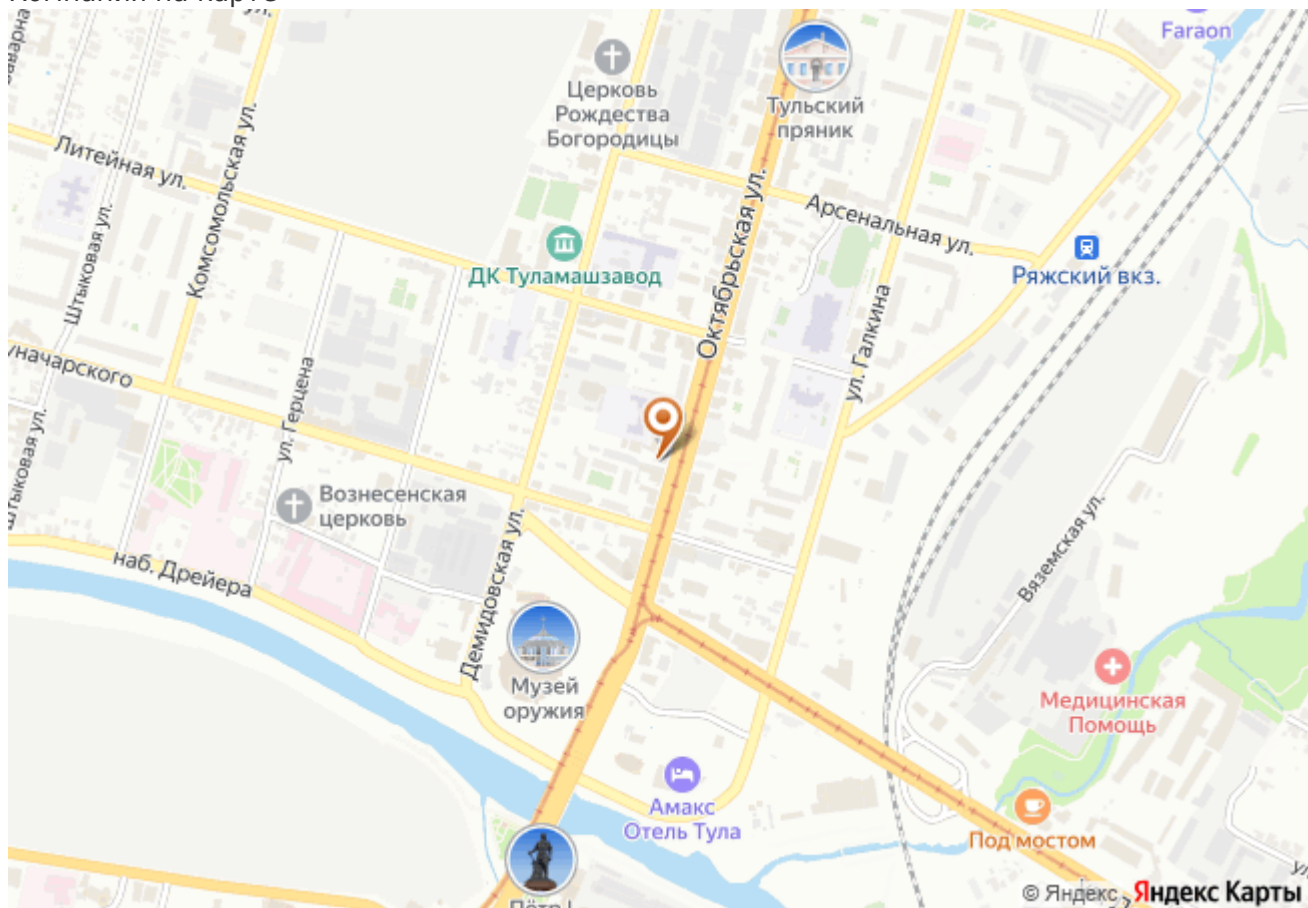 Faraon
Церковь
Рождества
Богородицы
Тульский
пряник
Литейная ул.
Комсомольская ул.
Штыковая ул.
ДК Туламашзавод
Октябрьская ул.
Арсенальная ул.
Ряжский вкз.
ул. Галкина
уначарского
ул. Герцена
Вознесенская
церковь
наб. Дрейера
Демидовская ул.
Вяземская ул.
Музей
оружия
Медицинская
Помощь
Амакс
Отель Тула
Под мостом
© Яндекс Яндекс Карты